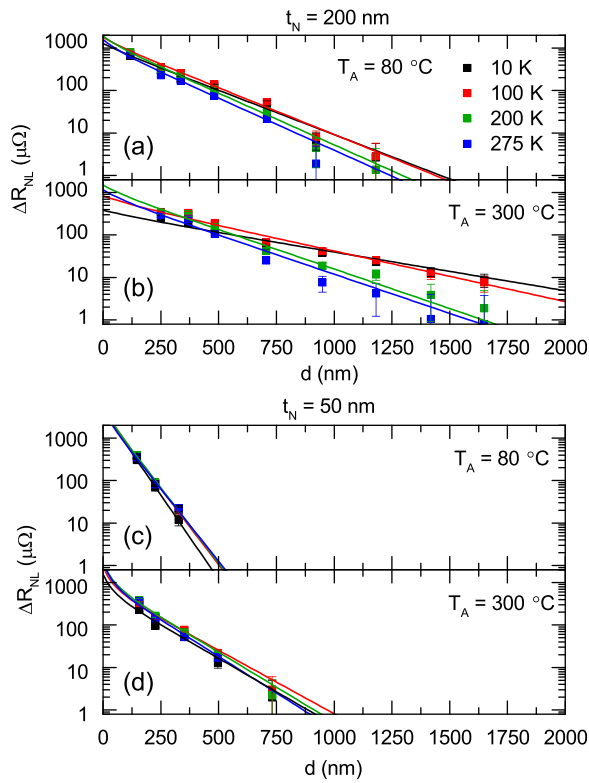 t_N = 200 nm
1000
100
10
1
T_A = 80 °C
10 K
100 K
200 K
275 K
(a)
ΔR_NL (μΩ)
1000
100
10
1
T_A = 300 °C
(b)
0 250 500 750 1000 1250 1500 1750 2000
d (nm)
t_N = 50 nm
1000
100
10
1
T_A = 80 °C
(c)
ΔR_NL (μΩ)
1000
100
10
1
T_A = 300 °C
(d)
0 250 500 750 1000 1250 1500 1750 2000
d (nm)